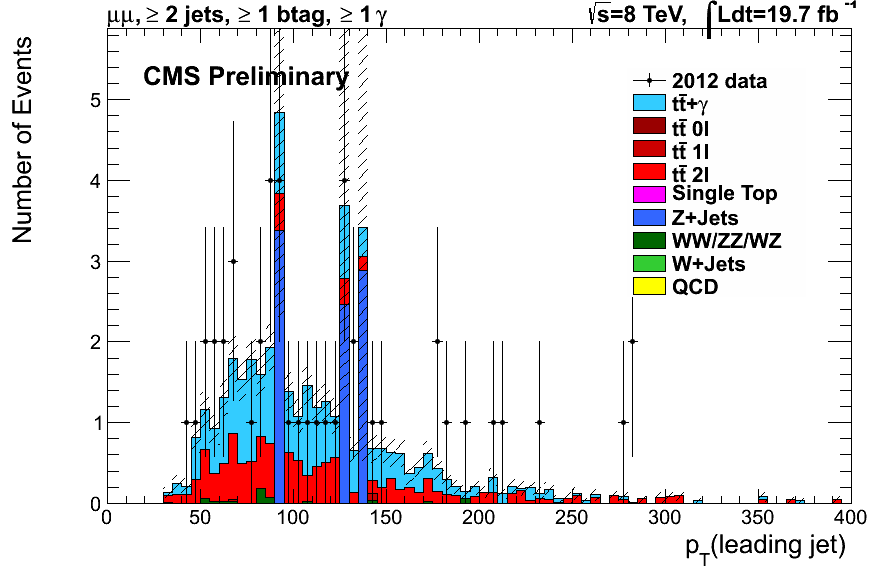 μμ, ≥ 2 jets, ≥ 1 btag, ≥ 1 γ
√s=8 TeV, ∫Ldt=19.7 fb⁻¹
CMS Preliminary
Number of Events
2012 data
tt̄+γ
tt̄ 0l
tt̄ 1l
tt̄ 2l
Single Top
Z+Jets
WW/ZZ/WZ
W+Jets
QCD
5
4
3
2
1
0
0 50 100 150 200 250 300 350 400
p_T(leading jet)